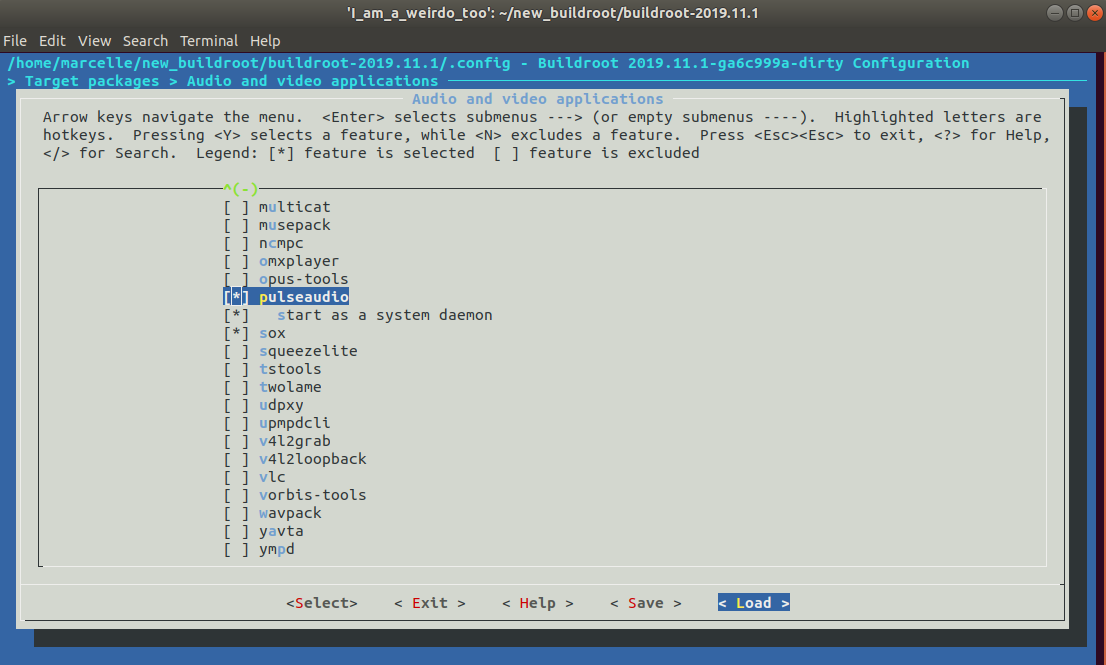 'I_am_a_weirdo_too': ~/new_buildroot/buildroot-2019.11.1
File Edit View Search Terminal Help
/home/marcelle/new_buildroot/buildroot-2019.11.1/.config - Buildroot 2019.11.1-ga6c999a-dirty Configuration
> Target packages > Audio and video applications
Audio and video applications
Arrow keys navigate the menu. <Enter> selects submenus ---> (or empty submenus ----). Highlighted letters are
hotkeys. Pressing <Y> selects a feature, while <N> excludes a feature. Press <Esc><Esc> to exit, <?> for Help,
</> for Search. Legend: [*] feature is selected [ ] feature is excluded
^(-)
[ ] multicat
[ ] musepack
[ ] ncmpc
[ ] omxplayer
[ ] opus-tools
[*] pulseaudio
[*] start as a system daemon
[*] sox
[ ] squeezelite
[ ] tstools
[ ] twolame
[ ] udpxy
[ ] upmpdcli
[ ] v4l2grab
[ ] v4l2loopback
[ ] vlc
[ ] vorbis-tools
[ ] wavpack
[ ] yavta
[ ] ympd
<Select> < Exit > < Help > < Save > < Load >